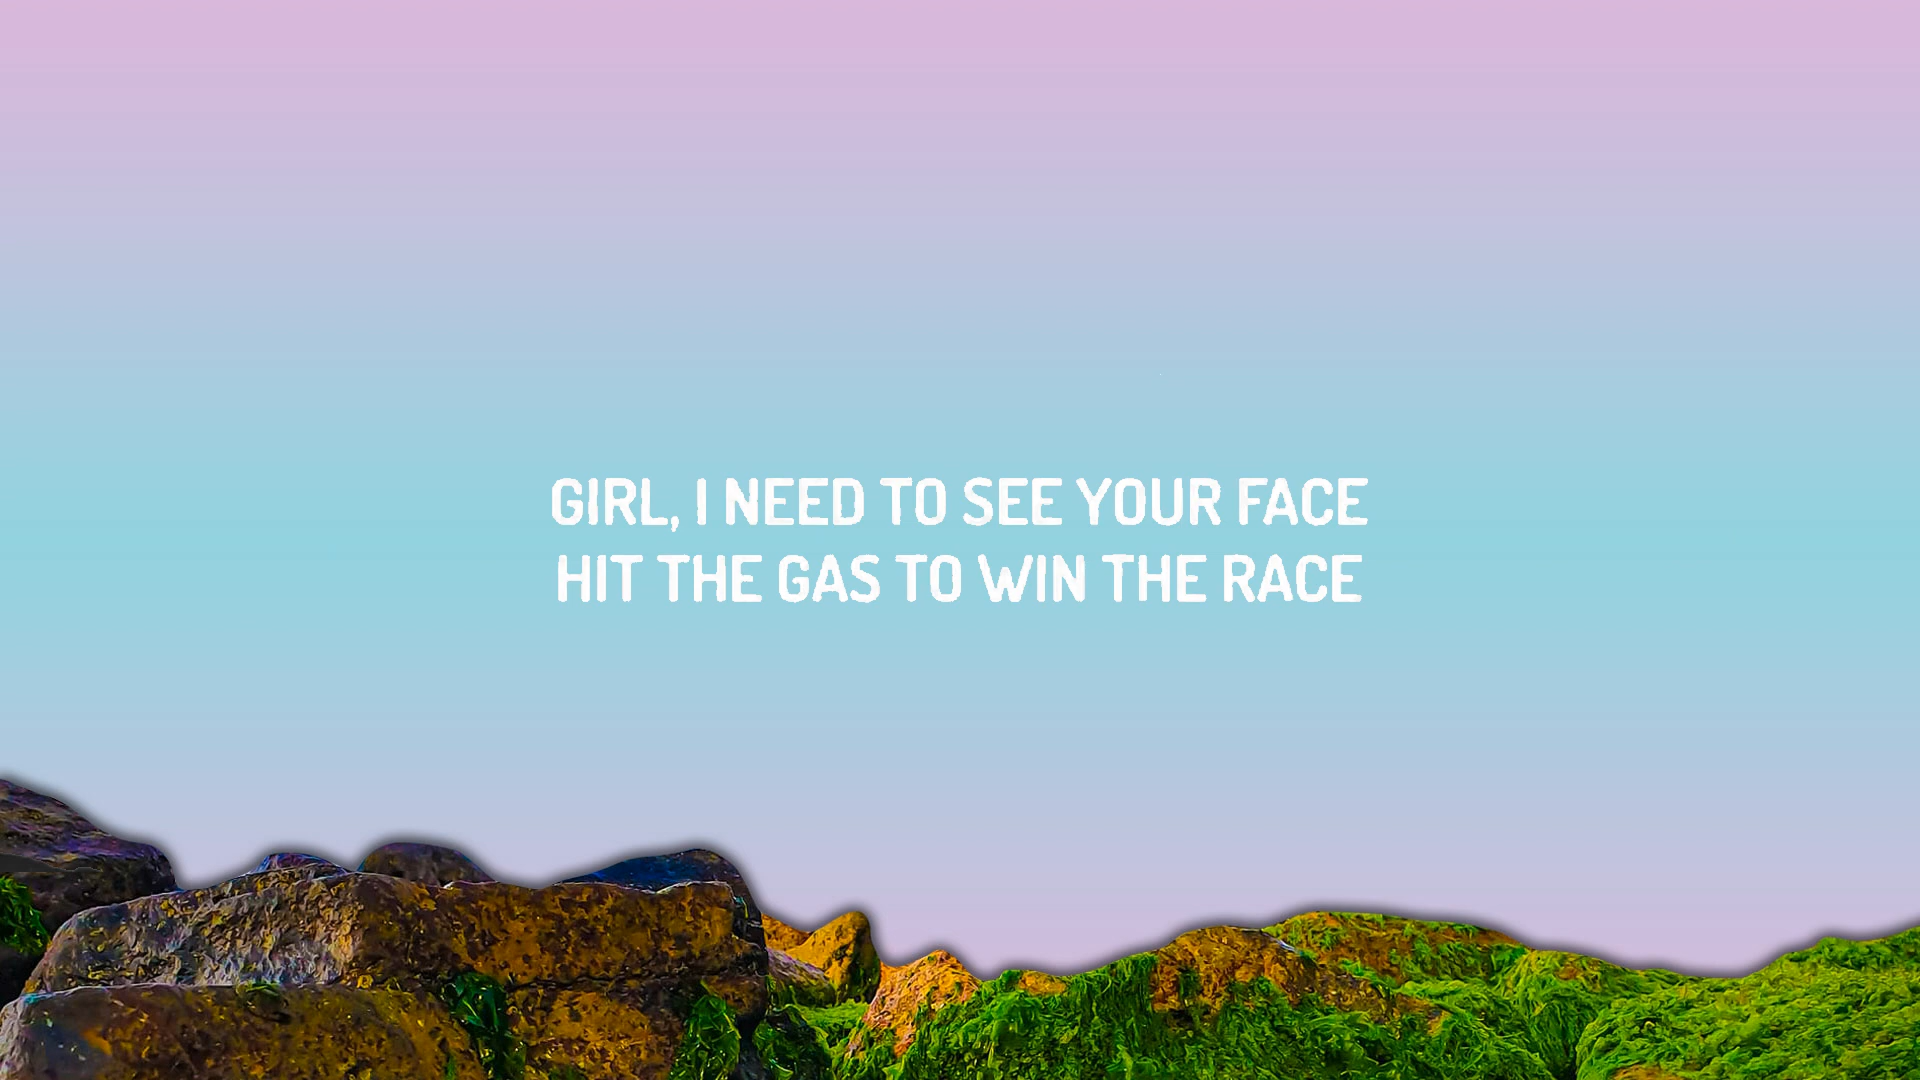 GIRL, I NEED TO SEE YOUR FACE
HIT THE GAS TO WIN THE RACE